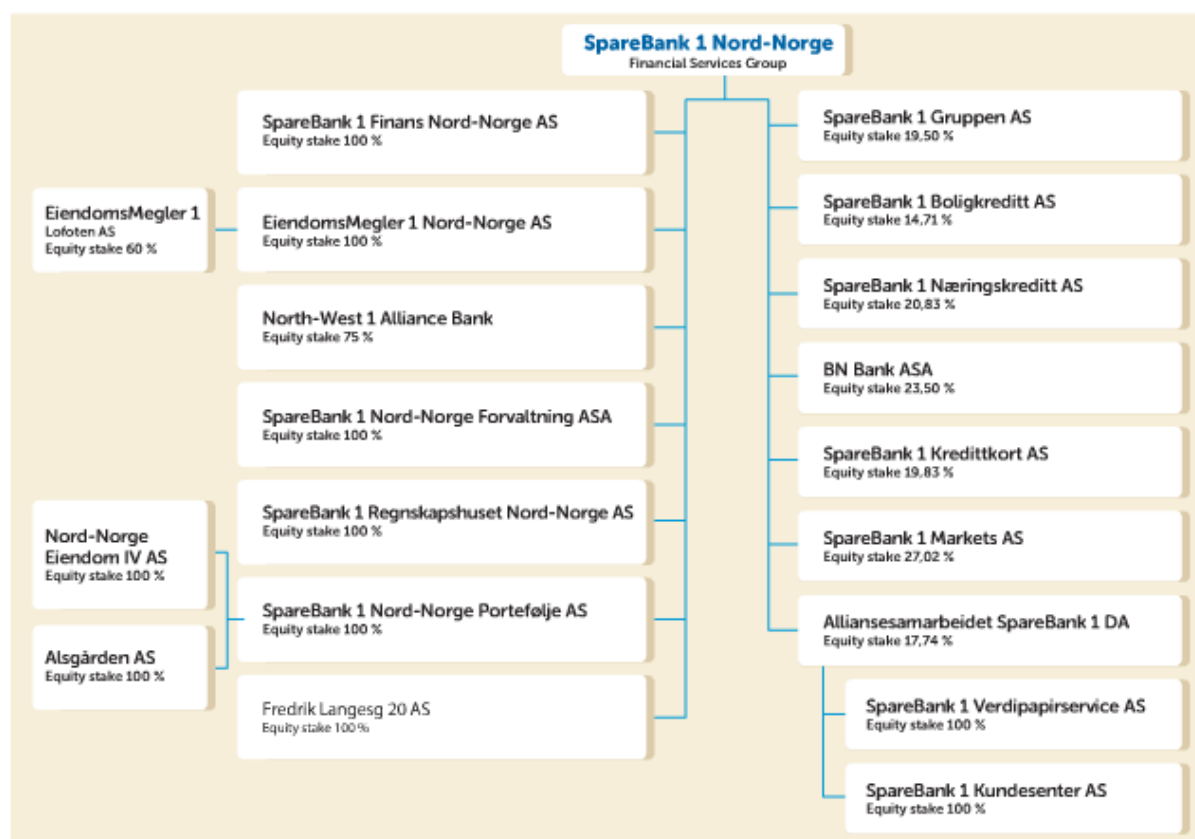 SpareBank 1 Nord-Norge
Financial Services Group
SpareBank 1 Finans Nord-Norge AS
Equity stake 100 %
EiendomsMegler 1
Lofoten AS
Equity stake 60 %
EiendomsMegler 1 Nord-Norge AS
Equity stake 100 %
North-West 1 Alliance Bank
Equity stake 75 %
SpareBank 1 Nord-Norge Forvaltning ASA
Equity stake 100 %
SpareBank 1 Regnskapshuset Nord-Norge AS
Equity stake 100 %
Nord-Norge
Eiendom IV AS
Equity stake 100 %
Alsgården AS
Equity stake 100 %
SpareBank 1 Nord-Norge Portefølje AS
Equity stake 100 %
Fredrik Langesg 20 AS
Equity stake 100 %
SpareBank 1 Gruppen AS
Equity stake 19,50 %
SpareBank 1 Boligkreditt AS
Equity stake 14,71 %
SpareBank 1 Næringskreditt AS
Equity stake 20,83 %
BN Bank ASA
Equity stake 23,50 %
SpareBank 1 Kredittkort AS
Equity stake 19,83 %
SpareBank 1 Markets AS
Equity stake 27,02 %
Alliansesamarbeidet SpareBank 1 DA
Equity stake 17,74 %
SpareBank 1 Verdipapirservice AS
Equity stake 100 %
SpareBank 1 Kundesenter AS
Equity stake 100 %